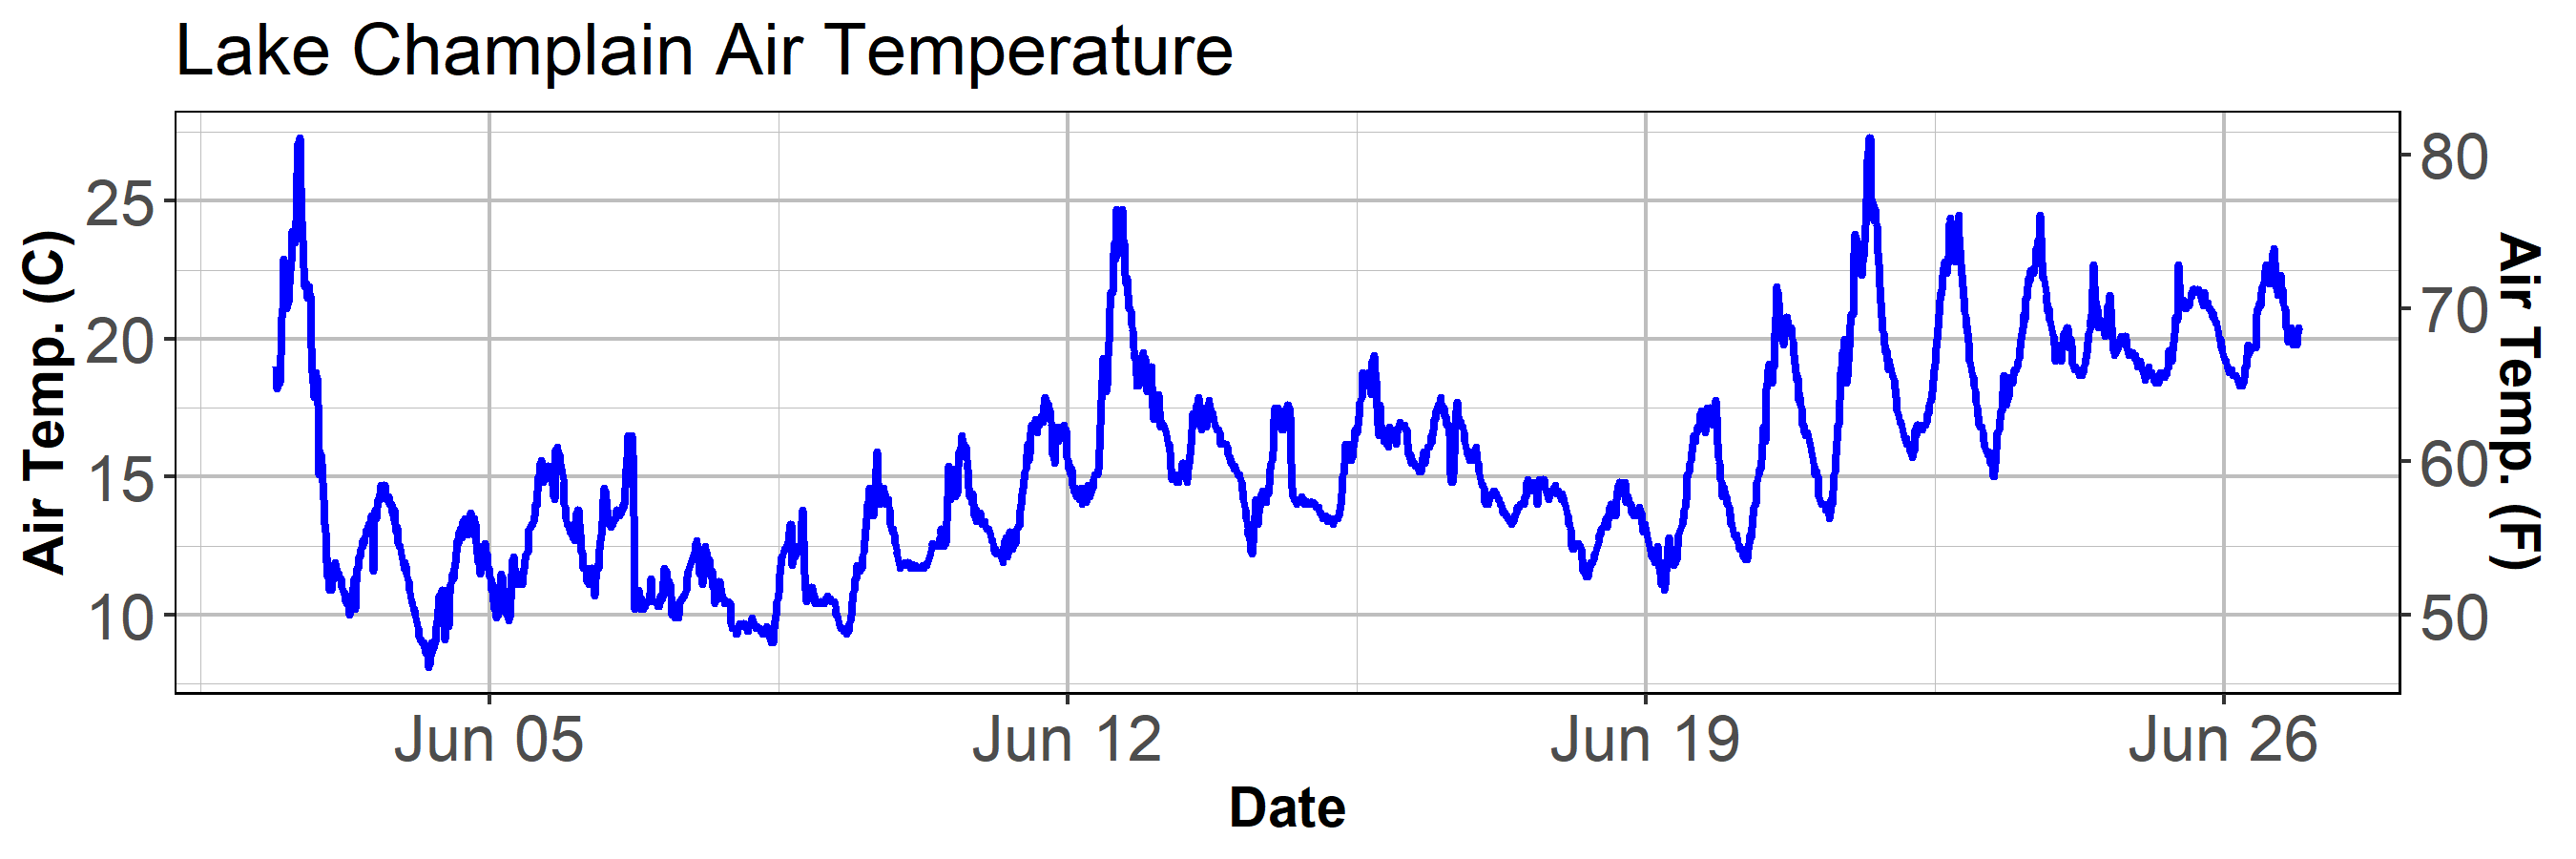 Lake Champlain Air Temperature
Air Temp. (C)
25
20
15
10
80
70
60
50
Air Temp. (F)
Jun 05
Jun 12
Jun 19
Jun 26
Date